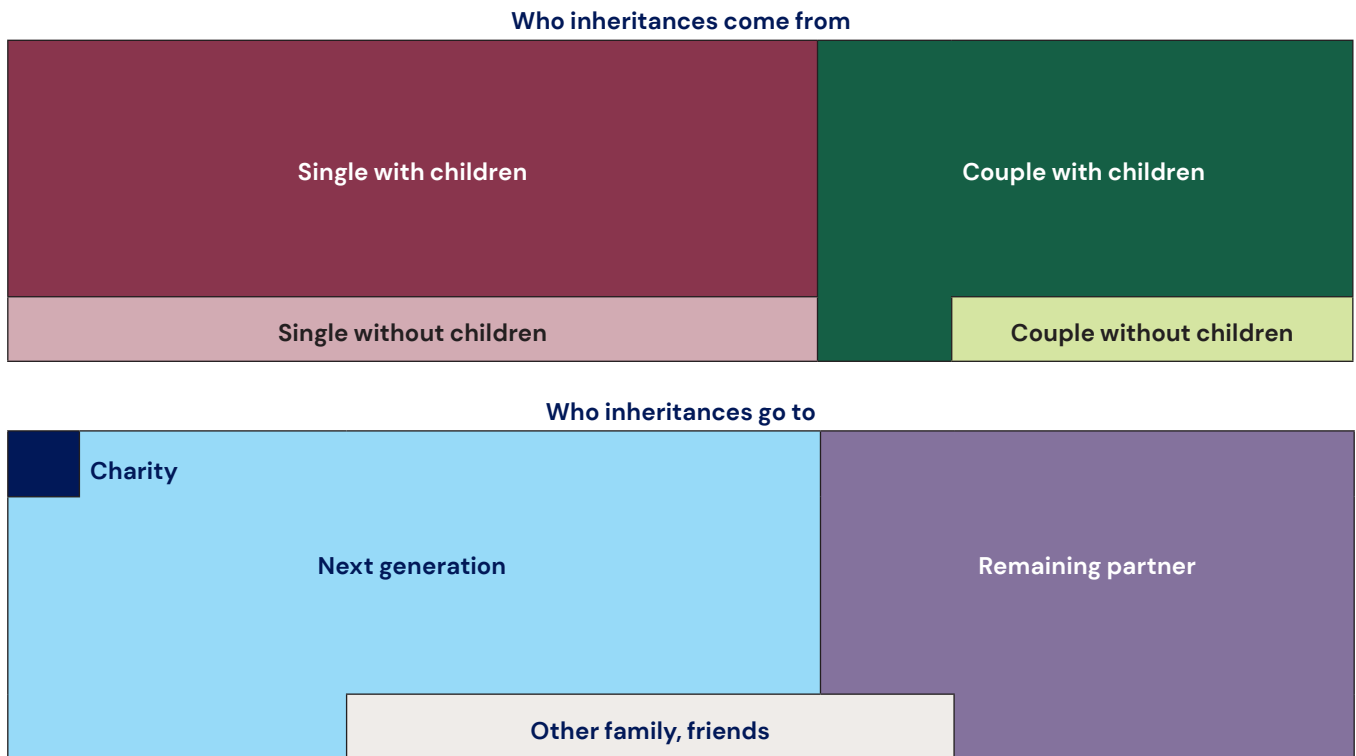 Who inheritances come from
Single with children
Couple with children
Single without children
Couple without children
Who inheritances go to
Charity
Next generation
Remaining partner
Other family, friends